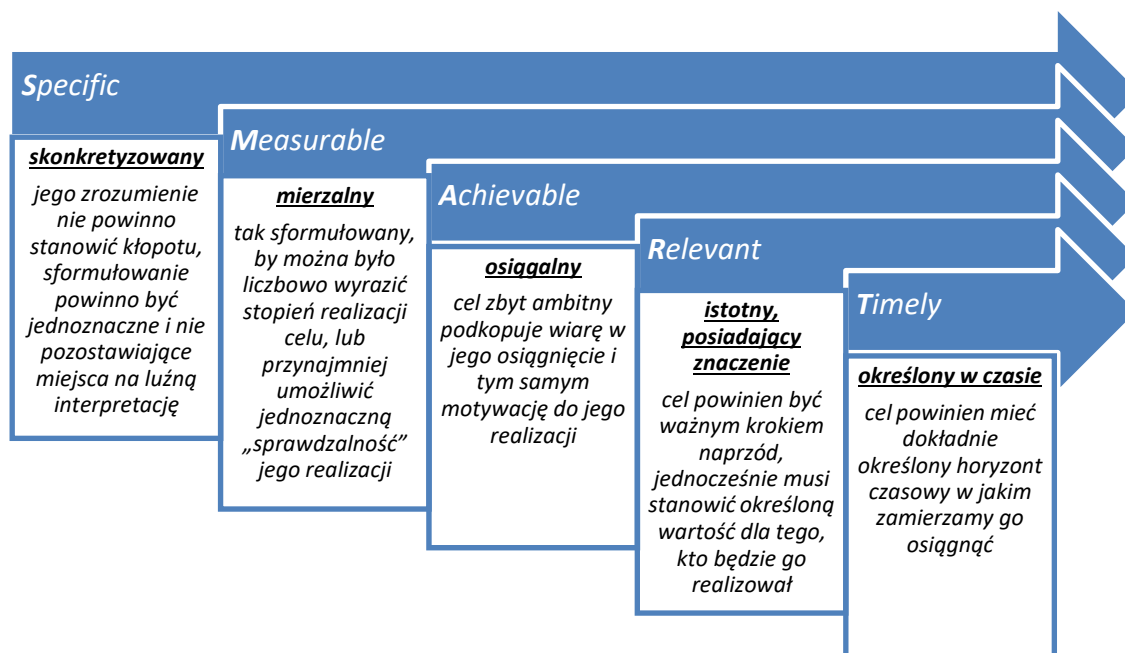 Specific
skonkretyzowany
jego zrozumienie
nie powinno
stanowić kłopotu,
sformułowanie
powinno być
jednoznaczne i nie
pozostawiające
miejsca na luźną
interpretację
Measurable
mierzalny
tak sformułowany,
by można było
liczbowo wyrazić
stopień realizacji
celu, lub
przynajmniej
umożliwić
jednoznaczną
„sprawdzalność”
jego realizacji
Achievable
osiągalny
cel zbyt ambitny
podkopuje wiarę w
jego osiągnięcie i
tym samym
motywację do jego
realizacji
Relevant
istotny,
posiadający
znaczenie
cel powinien być
ważnym krokiem
naprzód,
jednocześnie musi
stanowić określoną
wartość dla tego,
kto będzie go
realizował
Timely
określony w czasie
cel powinien mieć
dokładnie
określony horyzont
czasowy w jakim
zamierzamy go
osiągnąć